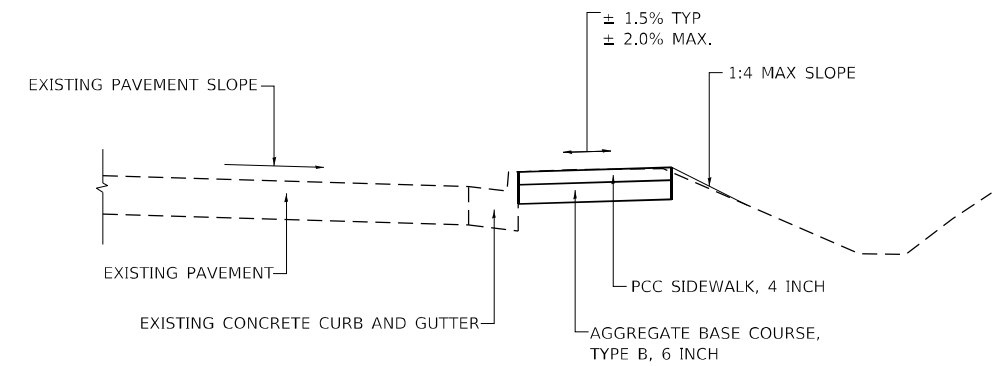 ± 1.5% TYP
± 2.0% MAX.
1:4 MAX SLOPE
EXISTING PAVEMENT SLOPE
EXISTING PAVEMENT
PCC SIDEWALK, 4 INCH
EXISTING CONCRETE CURB AND GUTTER
AGGREGATE BASE COURSE,
TYPE B, 6 INCH